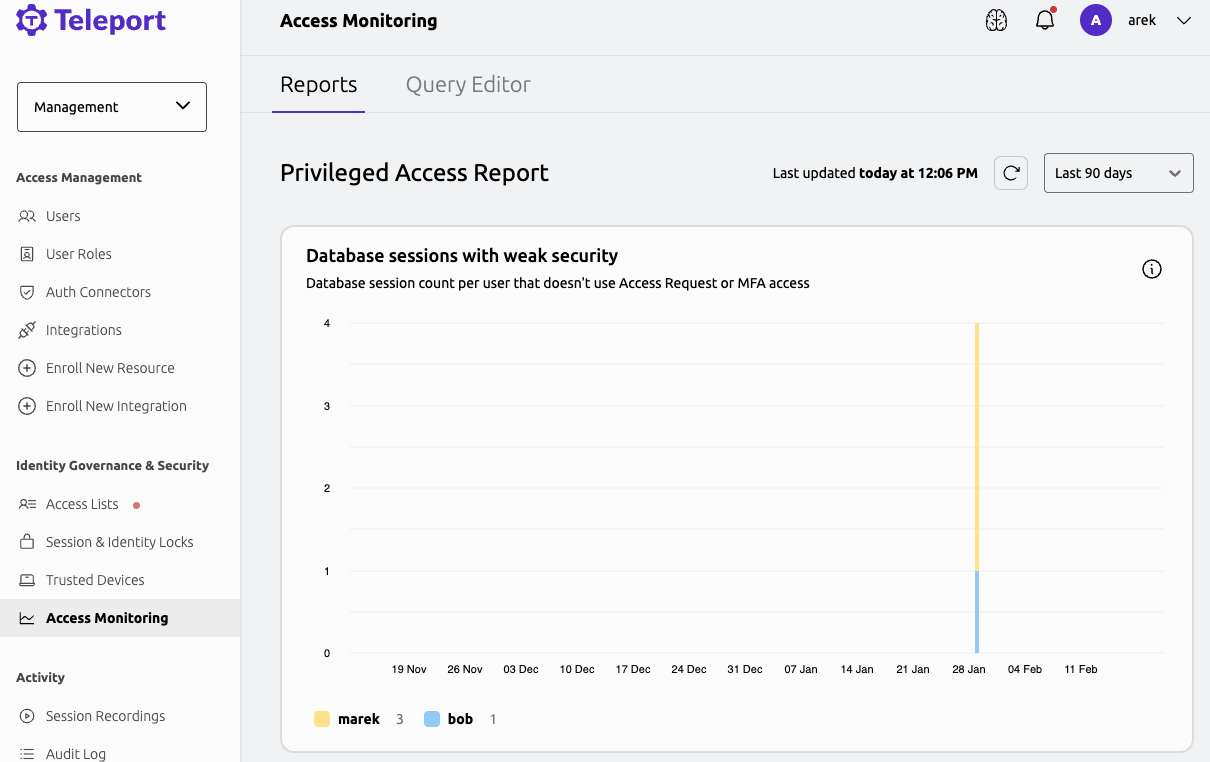 Teleport
Management
Access Management
Users
User Roles
Auth Connectors
Integrations
Enroll New Resource
Enroll New Integration
Identity Governance & Security
Access Lists
Session & Identity Locks
Trusted Devices
Access Monitoring
Activity
Session Recordings
Audit Log
Access Monitoring
A arek
Reports Query Editor
Privileged Access Report
Last updated today at 12:06 PM
Last 90 days
Database sessions with weak security
Database session count per user that doesn't use Access Request or MFA access
4
3
2
1
0
19 Nov 26 Nov 03 Dec 10 Dec 17 Dec 24 Dec 31 Dec 07 Jan 14 Jan 21 Jan 28 Jan 04 Feb 11 Feb
marek 3 bob 1